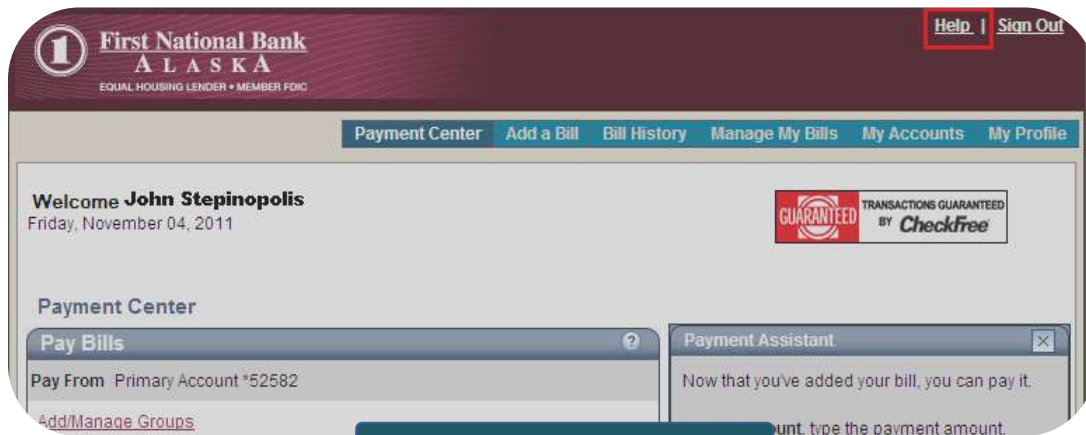 Help | Sign Out
1 First National Bank
ALASKA
EQUAL HOUSING LENDER • MEMBER FDIC
Payment Center Add a Bill Bill History Manage My Bills My Accounts My Profile
Welcome John Stepinopolis
Friday, November 04, 2011
GUARANTEED TRANSACTIONS GUARANTEED
BY CheckFree
Payment Center
Pay Bills ?
Pay From Primary Account *52582
Add/Manage Groups
Payment Assistant
Now that you've added your bill, you can pay it.
type the payment amount.